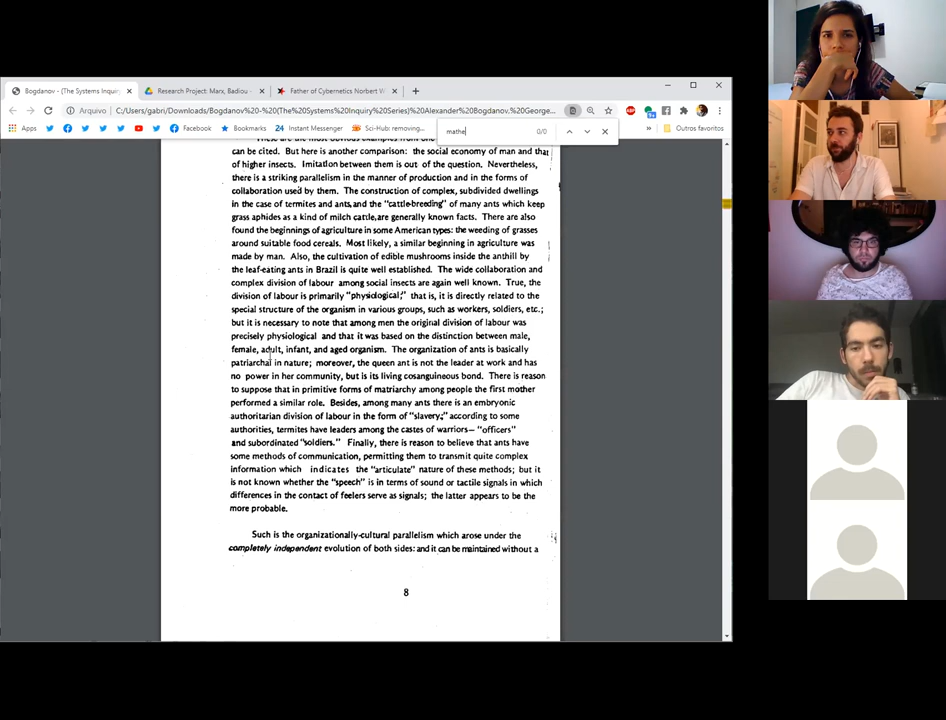 Bogdanov - (The Systems Inquiry
Research Project: Marx, Badiou -
Father of Cybernetics Norbert W
Arquivo
C:/Users/gabri/Downloads/Bogdanov%20-%20(The%20Systems%20Inquiry%20Series)%20Alexander%20Bogdanov,%20George...
Apps
Facebook
Bookmarks
24 Instant Messenger
Sci-Hub: removing...
Outros favoritos
mathe
0/0
can be cited. But here is another comparison: the social economy of man and that
of higher insects. Imitation between them is out of the question. Nevertheless,
there is a striking parallelism in the manner of production and in the forms of
collaboration used by them. The construction of complex, subdivided dwellings
in the case of termites and ants,and the "cattle-breeding" of many ants which keep
grass aphides as a kind of milch cattle,are generally known facts. There are also
found the beginnings of agriculture in some American types: the weeding of grasses
around suitable food cereals. Most likely, a similar beginning in agriculture was
made by man. Also, the cultivation of edible mushrooms inside the anthill by
the leaf-eating ants in Brazil is quite well established. The wide collaboration and
complex division of labour among social insects are again well known. True, the
division of labour is primarily "physiological;" that is, it is directly related to the
special structure of the organism in various groups, such as workers, soldiers, etc.;
but it is necessary to note that among men the original division of labour was
precisely physiological and that it was based on the distinction between male,
female, adult, infant, and aged organism. The organization of ants is basically
patriarchal in nature; moreover, the queen ant is not the leader at work and has
no power in her community, but is its living cosanguineous bond. There is reason
to suppose that in primitive forms of matriarchy among people the first mother
performed a similar role. Besides, among many ants there is an embryonic
authoritarian division of labour in the form of "slavery;" according to some
authorities, termites have leaders among the castes of warriors— "officers"
and subordinated "soldiers." Finally, there is reason to believe that ants have
some methods of communication, permitting them to transmit quite complex
information which indicates the "articulate" nature of these methods; but it
is not known whether the "speech" is in terms of sound or tactile signals in which
differences in the contact of feelers serve as signals; the latter appears to be the
more probable.
Such is the organizationally-cultural parallelism which arose under the
completely independent evolution of both sides: and it can be maintained without a
8